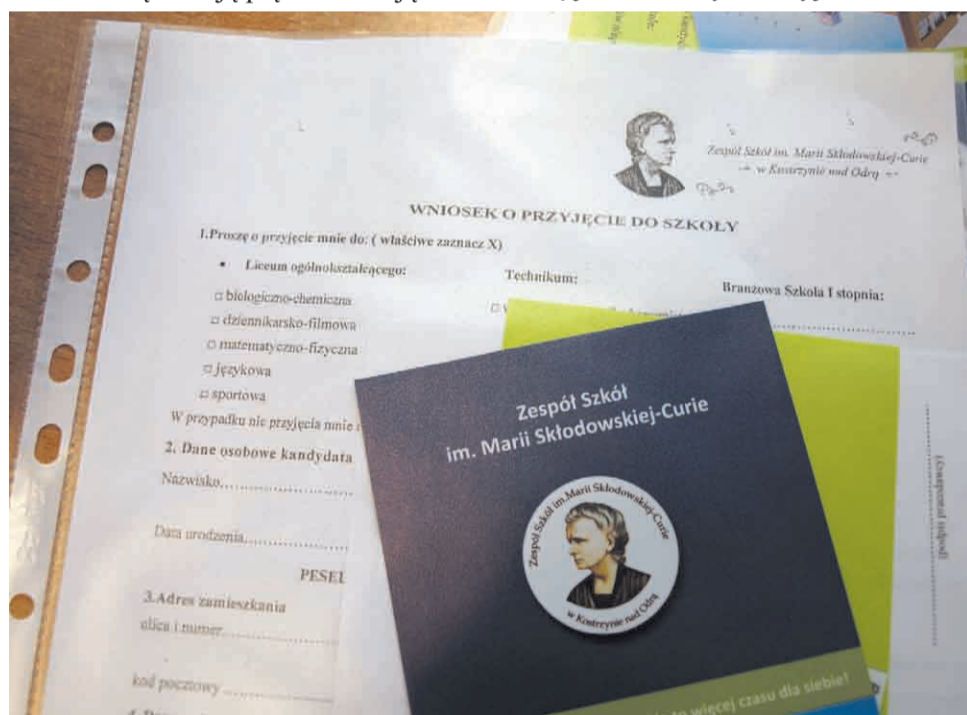 Zespół Szkół im. Marii Skłodowskiej-Curie
w Kostrzynie nad Odrą
WNIOSEK O PRZYJĘCIE DO SZKOŁY
1.Proszę o przyjęcie mnie do: ( właściwe zaznacz X)
• Liceum ogólnokształcącego:
□ biologiczno-chemiczna
□ dziennikarsko-filmowa
□ matematyczno-fizyczna
□ językowa
□ sportowa
Technikum:
Branżowa Szkoła I stopnia:
W przypadku nie przyjęcia mnie
2. Dane osobowe kandydata
Nazwisko
Data urodzenia
PESEL
3.Adres zamieszkania
ulica i numer
kod pocztowy
Zespół Szkół
im. Marii Skłodowskiej-Curie
Zespół Szkół im.Marii Skłodowskiej-Curie
w Kostrzynie nad Odrą
więcej czasu dla siebie!